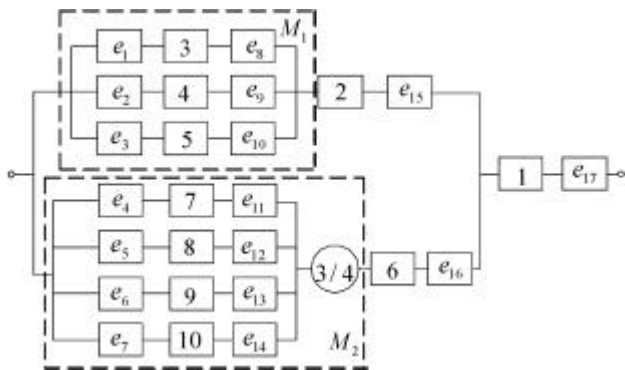 M₁
e₁ 3 e₈
e₂ 4 e₉ 2 e₁₅
e₃ 5 e₁₀
1 e₁₇
e₄ 7 e₁₁
e₅ 8 e₁₂
3/4 6 e₁₆
e₆ 9 e₁₃
e₇ 10 e₁₄
M₂